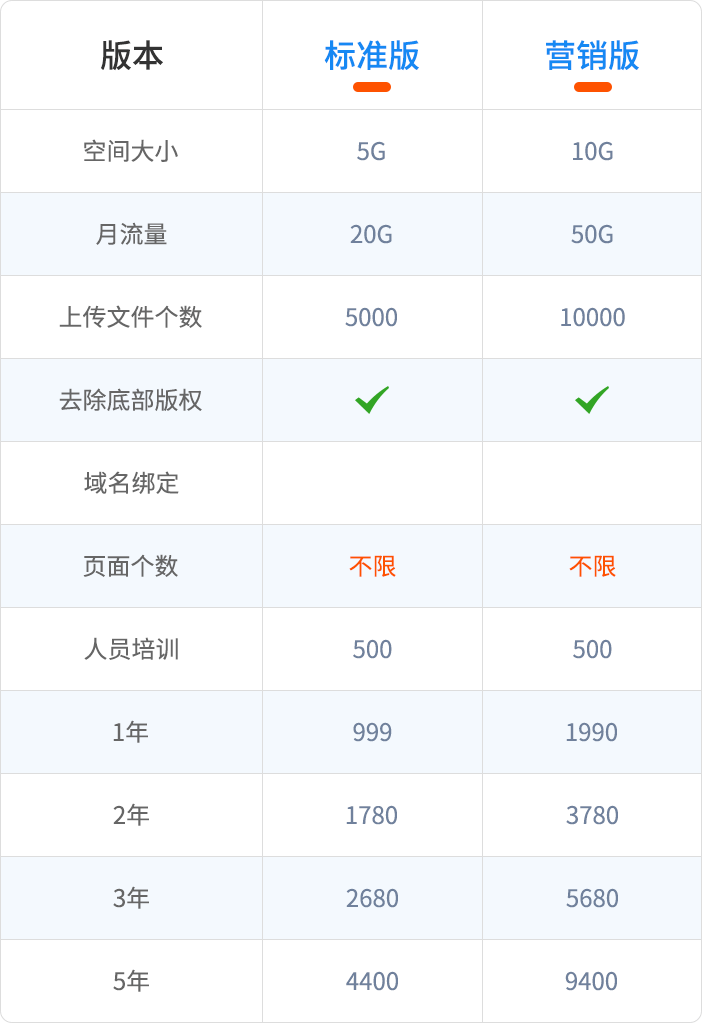 版本 标准版 营销版
空间大小 5G 10G
月流量 20G 50G
上传文件个数 5000 10000
去除底部版权
域名绑定
页面个数 不限 不限
人员培训 500 500
1年 999 1990
2年 1780 3780
3年 2680 5680
5年 4400 9400